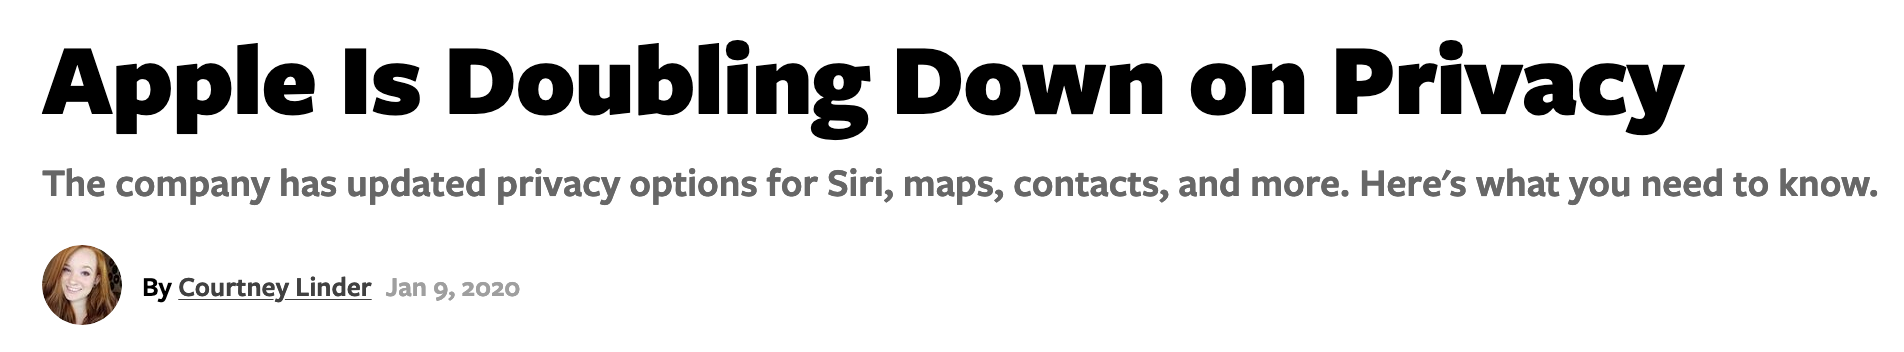 Apple Is Doubling Down on Privacy
The company has updated privacy options for Siri, maps, contacts, and more. Here's what you need to know.
By Courtney Linder Jan 9, 2020